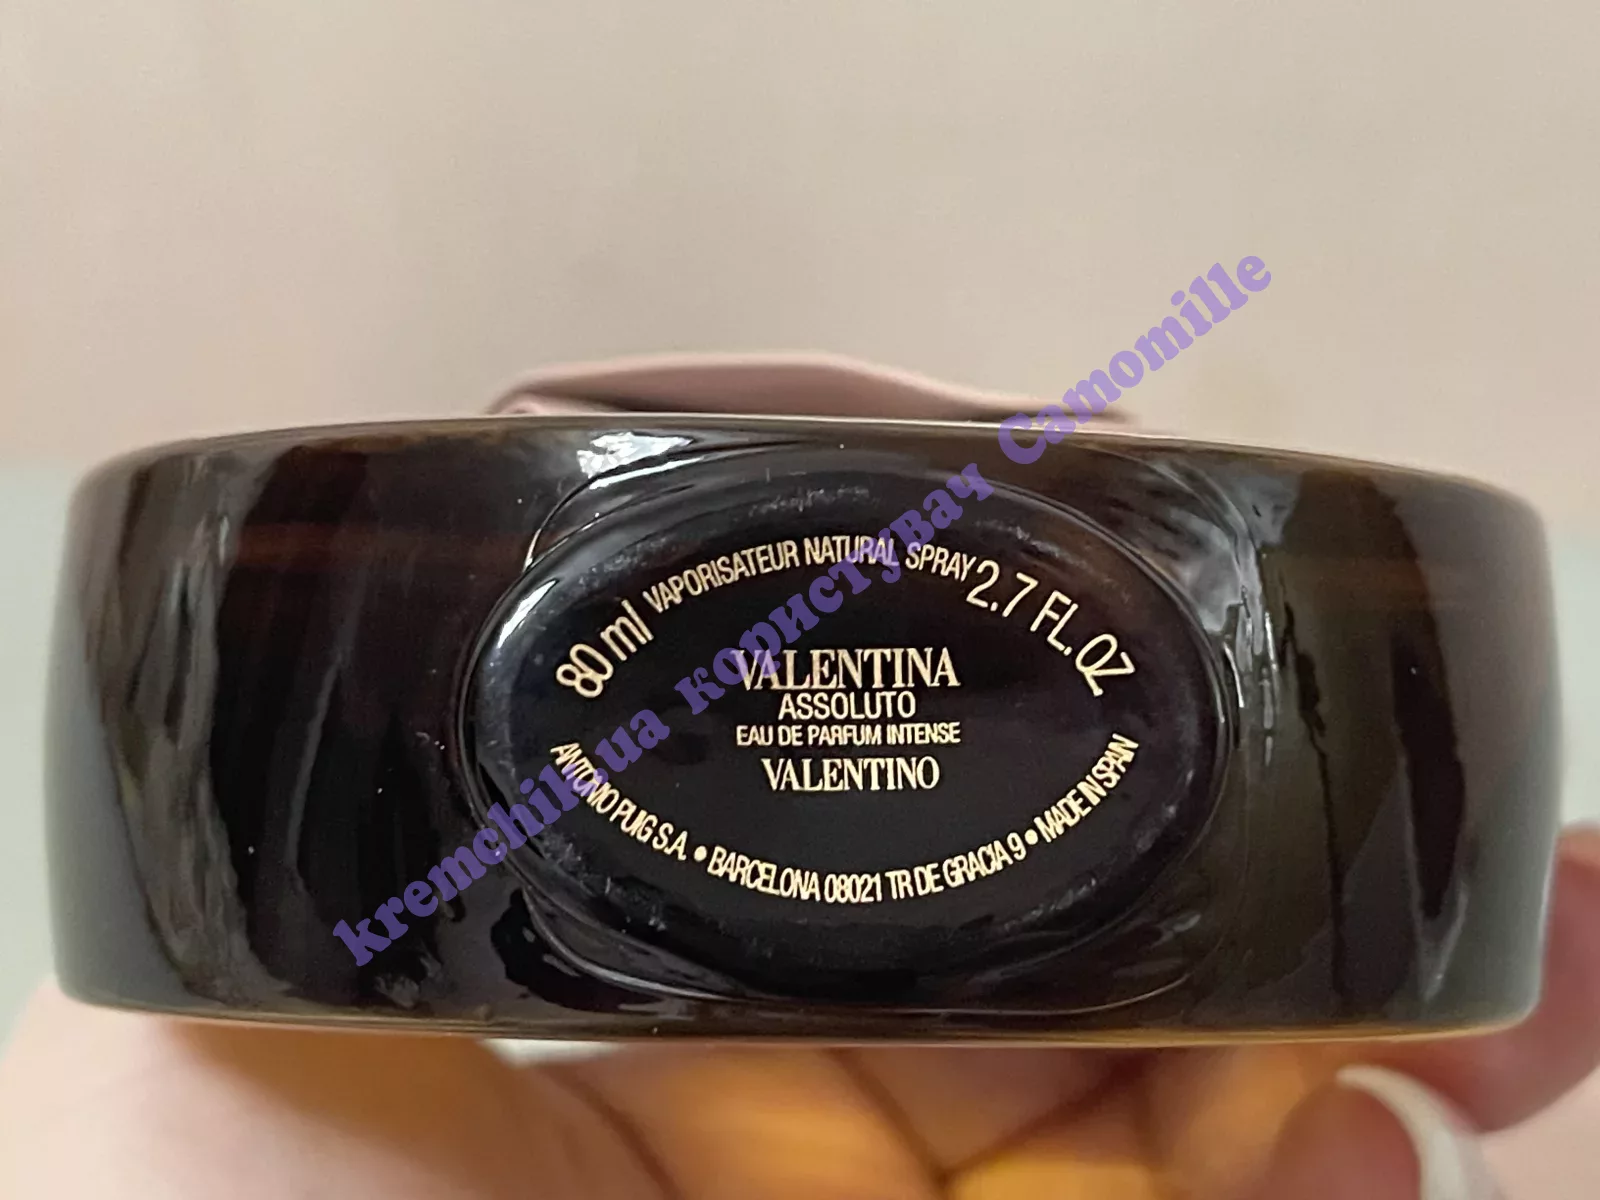 80 ml VAPORISATEUR NATURAL SPRAY 2.7 FL. OZ
VALENTINA
ASSOLUTO
EAU DE PARFUM INTENSE
VALENTINO
ANTONIO PUIG S.A. • BARCELONA 08021 TR DE GRACIA 9 • MADE IN SPAIN
kremchik.ua користувач Camomille